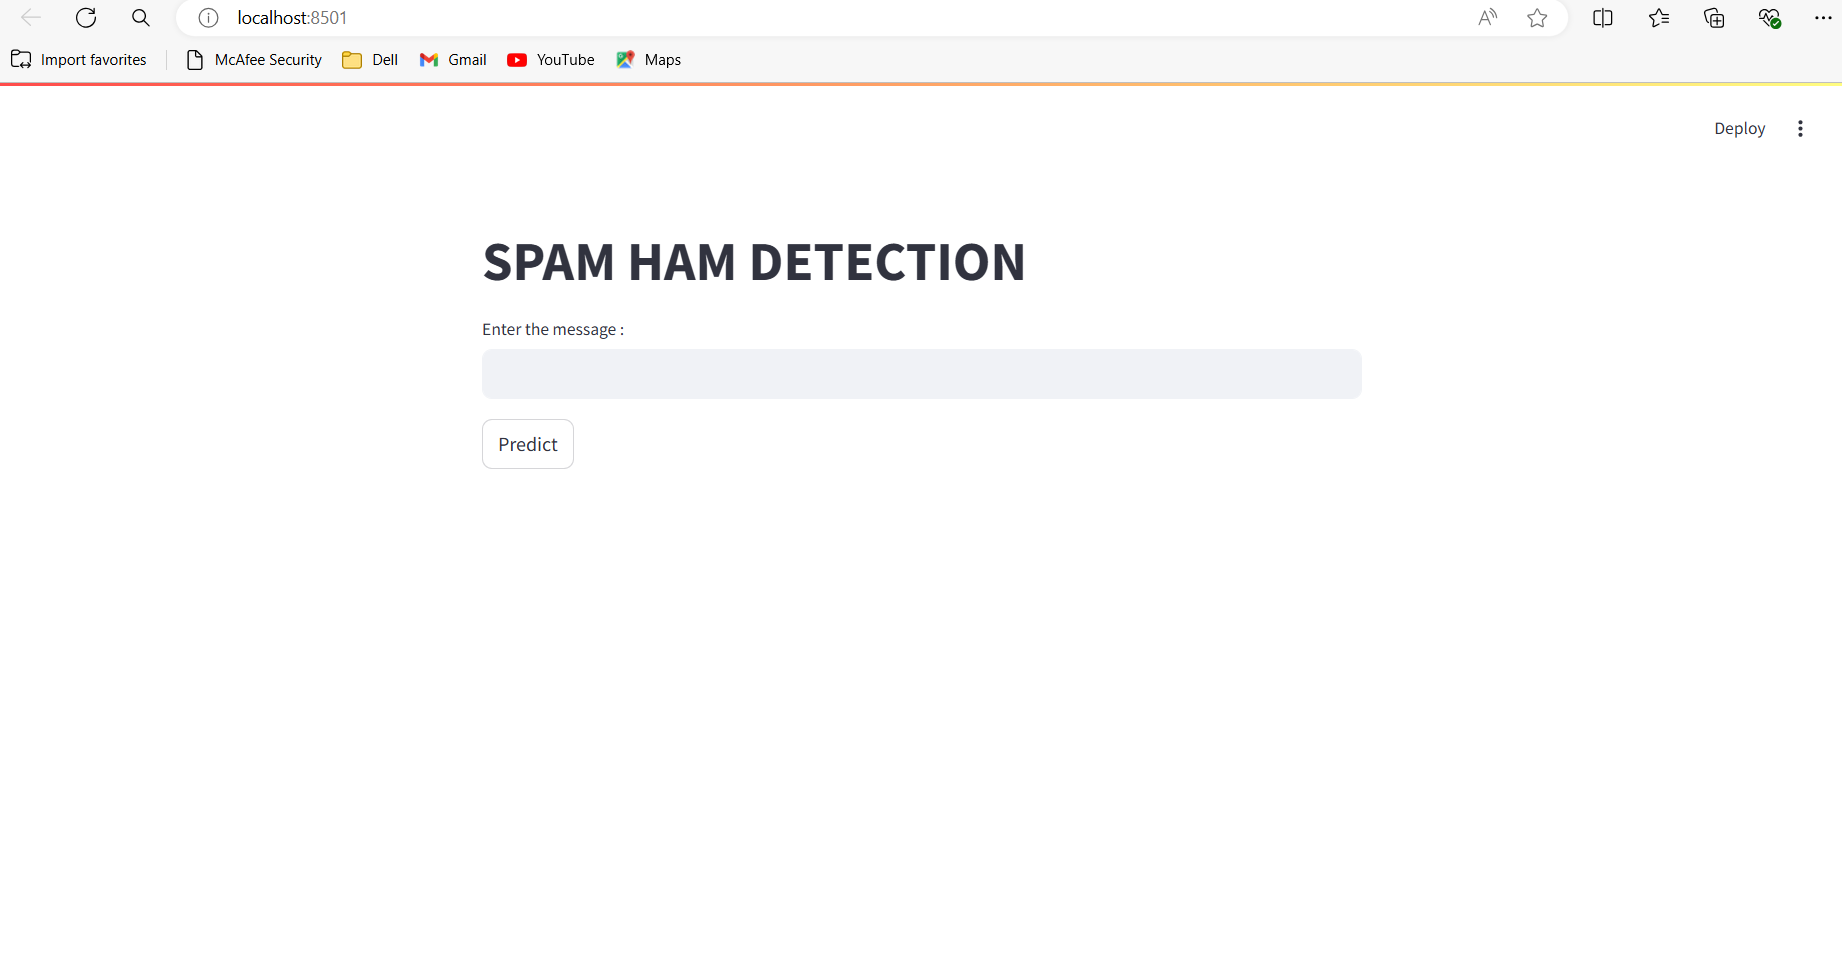 localhost:8501
Import favorites McAfee Security Dell Gmail YouTube Maps
Deploy
SPAM HAM DETECTION
Enter the message :
Predict